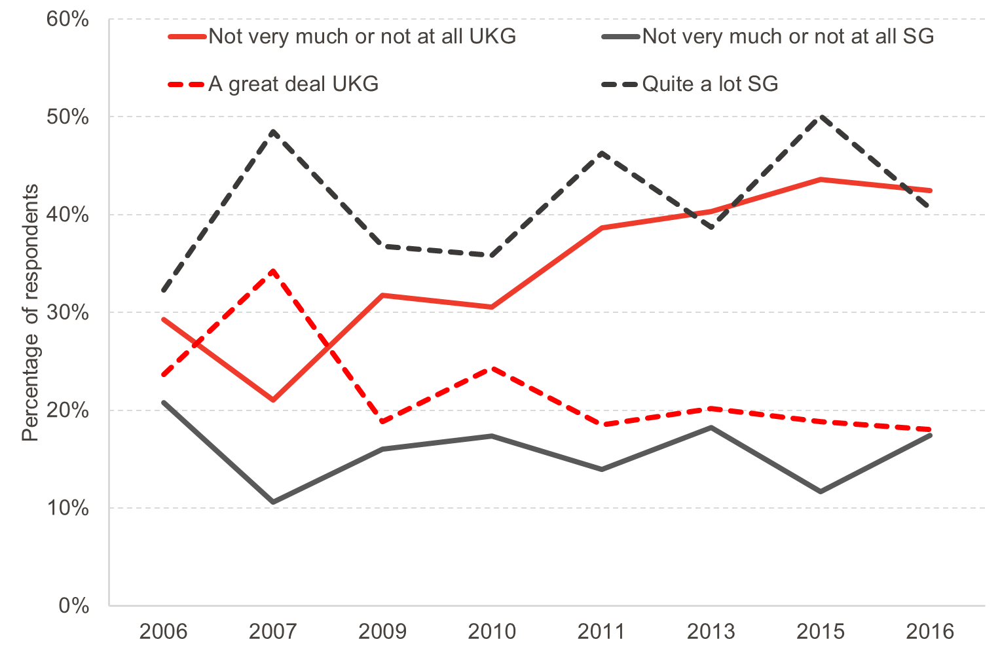 60%
Not very much or not at all UKG
Not very much or not at all SG
A great deal UKG
Quite a lot SG
50%
40%
30%
20%
10%
0%
Percentage of respondents
2006 2007 2009 2010 2011 2013 2015 2016